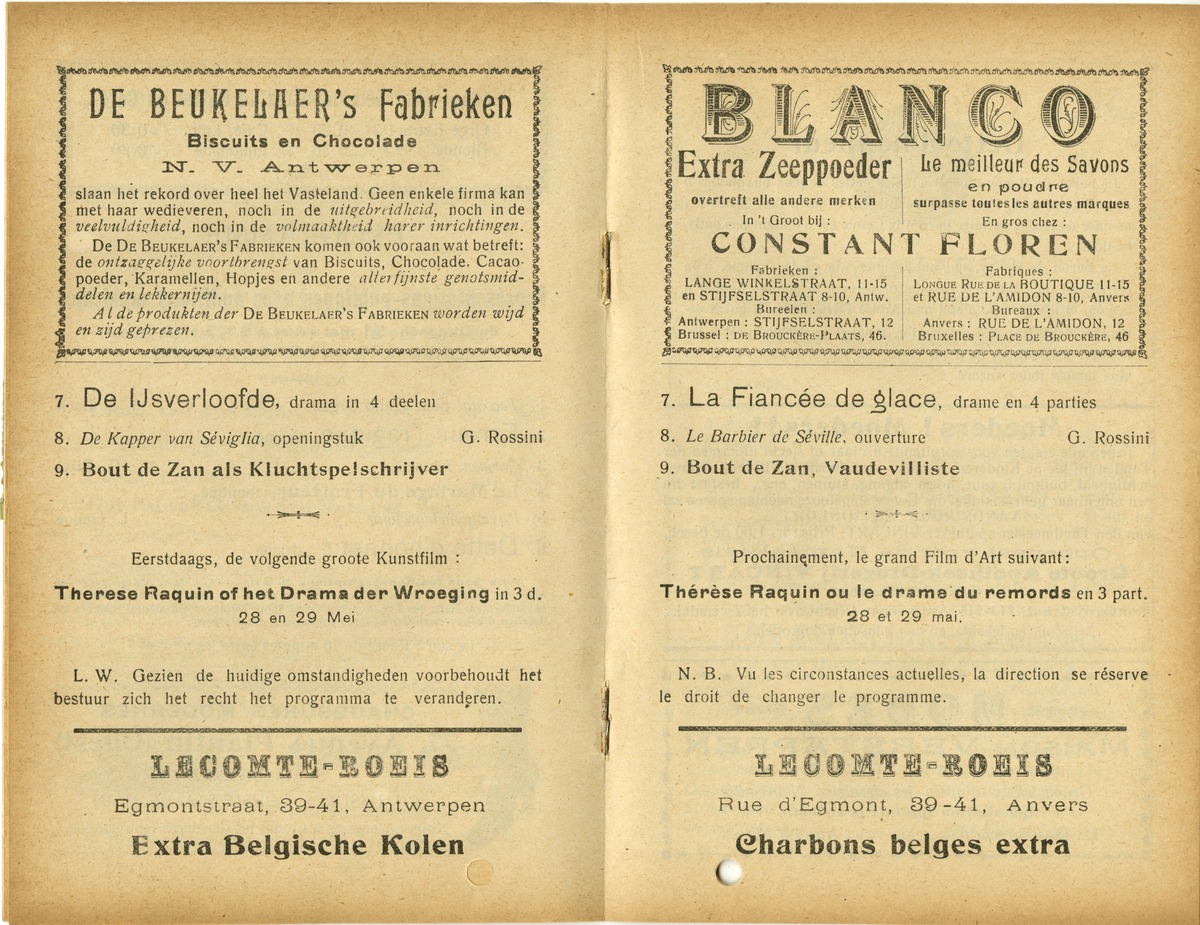 DE BEUKELAER's Fabrieken
Biscuits en Chocolade
N. V. Antwerpen
slaan het rekord over heel het Vasteland. Geen enkele firma kan
met haar wedieveren, noch in de uitgebreidheid, noch in de
veelvuldigheid, noch in de volmaaktheid harer inrichtingen.
De DE BEUKELAER'S FABRIEKEN komen ook vooraan wat betreft:
de ontzaggelijke voortbrengst van Biscuits, Chocolade, Cacao-
poeder, Karamellen, Hopjes en andere allerfijnste genotsmid-
delen en lekkernijen.
Al de produkten der DE BEUKELAER'S FABRIEKEN worden wijd
en zijd geprezen.
7. De IJsverloofde, drama in 4 deelen
8. De Kapper van Séviglia, openingstuk G. Rossini
9. Bout de Zan als Kluchtspelschrijver
Eerstdaags, de volgende groote Kunstfilm :
Therese Raquin of het Drama der Wroeging in 3 d.
28 en 29 Mei
L. W. Gezien de huidige omstandigheden voorbehoudt het
bestuur zich het recht het programma te veranderen.
LECOMTE-ROEIS
Egmontstraat, 39-41, Antwerpen
Extra Belgische Kolen
BLANCO
Extra Zeeppoeder
overtreft alle andere merken
In 't Groot bij :
Le meilleur des Savons
en poudre
surpasse toutes les autres marques
En gros chez :
CONSTANT FLOREN
Fabrieken :
LANGE WINKELSTRAAT, 11-15
en STIJFSELSTRAAT 8-10, Antw.
Bureelen :
Antwerpen : STIJFSELSTRAAT, 12
Brussel : DE BROUCKÈRE-PLAATS, 46.
Fabriques :
LONGUE RUE DE LA BOUTIQUE 11-15
et RUE DE L'AMIDON 8-10, Anvers
Bureaux :
Anvers : RUE DE L'AMIDON, 12
Bruxelles : PLACE DE BROUCKÈRE, 46
7. La Fiancée de glace, drame en 4 parties
8. Le Barbier de Séville, ouverture G. Rossini
9. Bout de Zan, Vaudevilliste
Prochainement, le grand Film d'Art suivant :
Thérèse Raquin ou le drame du remords en 3 part.
28 et 29 mai.
N. B. Vu les circonstances actuelles, la direction se réserve
le droit de changer le programme.
LECOMTE-ROEIS
Rue d'Egmont, 39-41, Anvers
Charbons belges extra